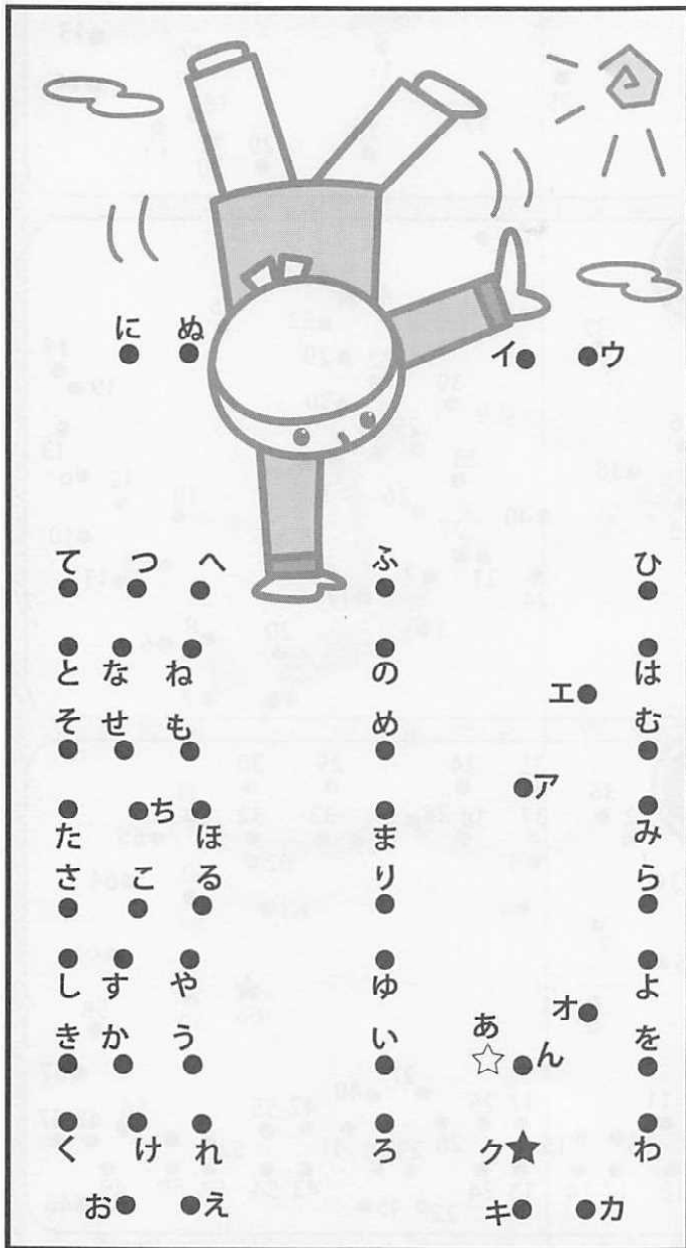 に ぬ イ ウ
て つ へ ふ ひ
と な ね の は
エ
そ せ も め む
ア
た ち ほ ま み
さ こ る り ら
し す や ゆ よ
オ
あ
き か う い ん を
く け れ ろ ク わ
お え キ カ